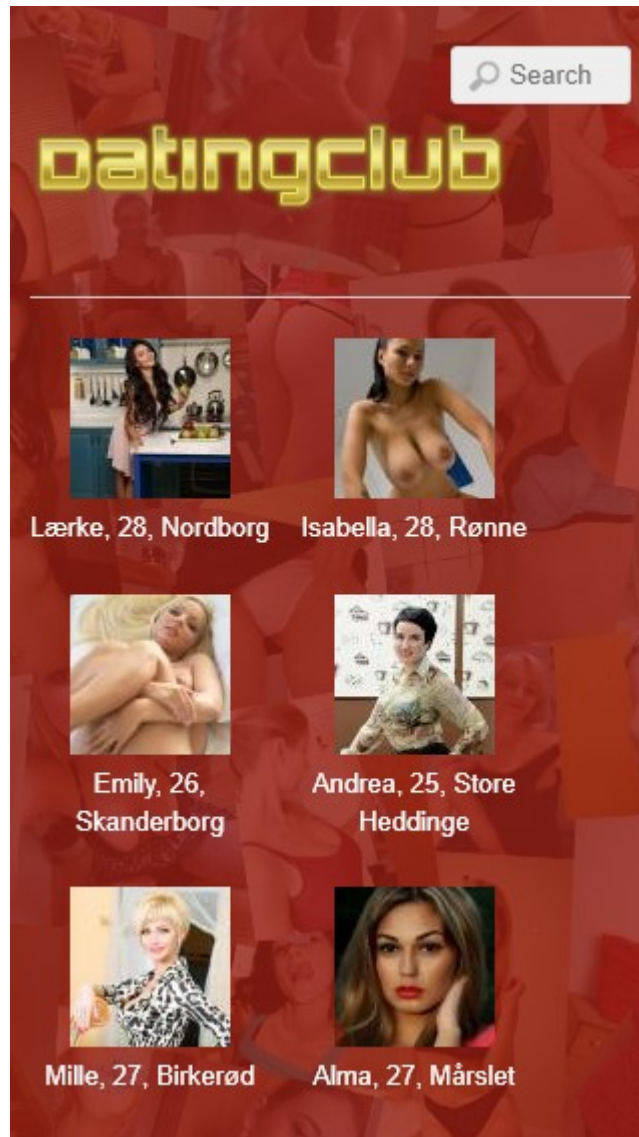 Search
Datingclub
Lærke, 28, Nordborg
Isabella, 28, Rønne
Emily, 26,
Skanderborg
Andrea, 25, Store
Heddinge
Mille, 27, Birkerød
Alma, 27, Mårslet